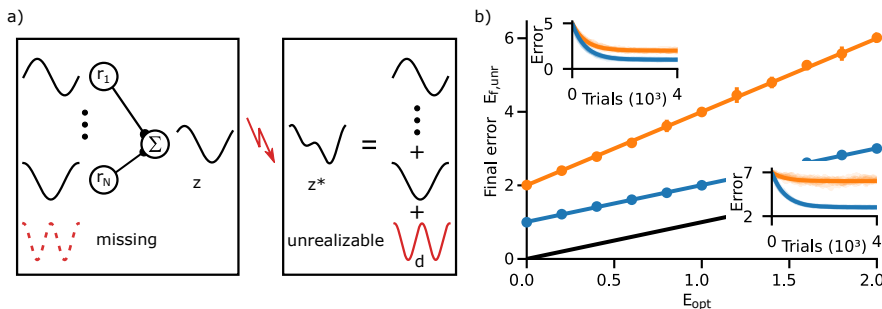 a)
r1
Σ
rN
z
missing
z*
=
+
+
unrealizable
d
b)
Final error Ef,unr
6
4
2
0
0.0 0.5 1.0 1.5 2.0
Eopt
Error
5
0
0 4
Trials (10³)
Error
7
2
0 4
Trials (10³)